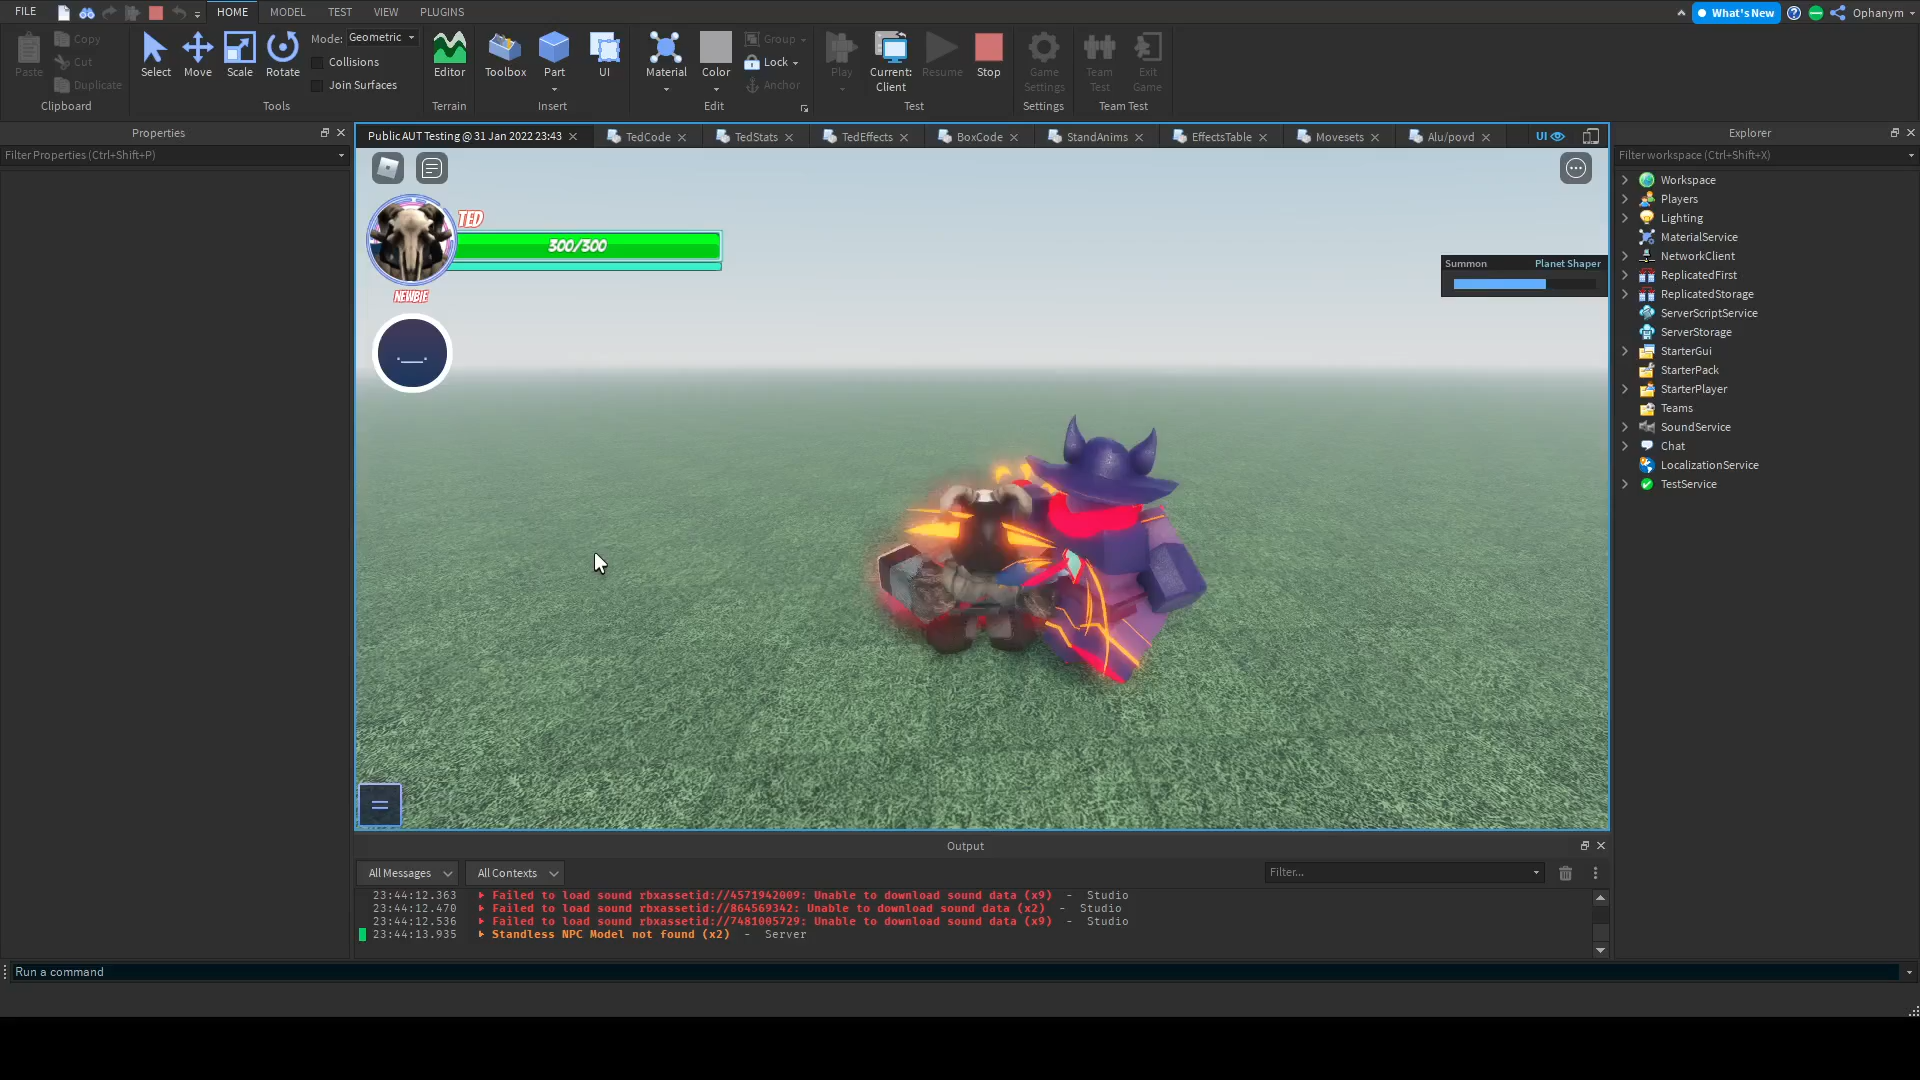 FILE HOME MODEL TEST VIEW PLUGINS What's New Ophanym
Paste Copy Cut Duplicate Clipboard
Select Move Scale Rotate Mode: Geometric Collisions Join Surfaces Tools
Editor Terrain
Toolbox Part UI Insert
Material Color Group Lock Anchor Edit
Play Current: Client Resume Stop Test
Game Settings Settings
Team Test Exit Game Team Test
Properties
Filter Properties (Ctrl+Shift+P)
Public AUT Testing @ 31 Jan 2022 23:43 TedCode TedStats TedEffects BoxCode StandAnims EffectsTable Movesets Alu/povd UI
TED
300/300
NEWBIE
._.
Summon Planet Shaper
Explorer
Filter workspace (Ctrl+Shift+X)
Workspace
Players
Lighting
MaterialService
NetworkClient
ReplicatedFirst
ReplicatedStorage
ServerScriptService
ServerStorage
StarterGui
StarterPack
StarterPlayer
Teams
SoundService
Chat
LocalizationService
TestService
Output
All Messages All Contexts Filter...
23:44:12.363 Failed to load sound rbxassetid://4571942009: Unable to download sound data (x9) - Studio
23:44:12.470 Failed to load sound rbxassetid://864569342: Unable to download sound data (x2) - Studio
23:44:12.536 Failed to load sound rbxassetid://7481005729: Unable to download sound data (x9) - Studio
23:44:13.935 Standless NPC Model not found (x2) - Server
Run a command